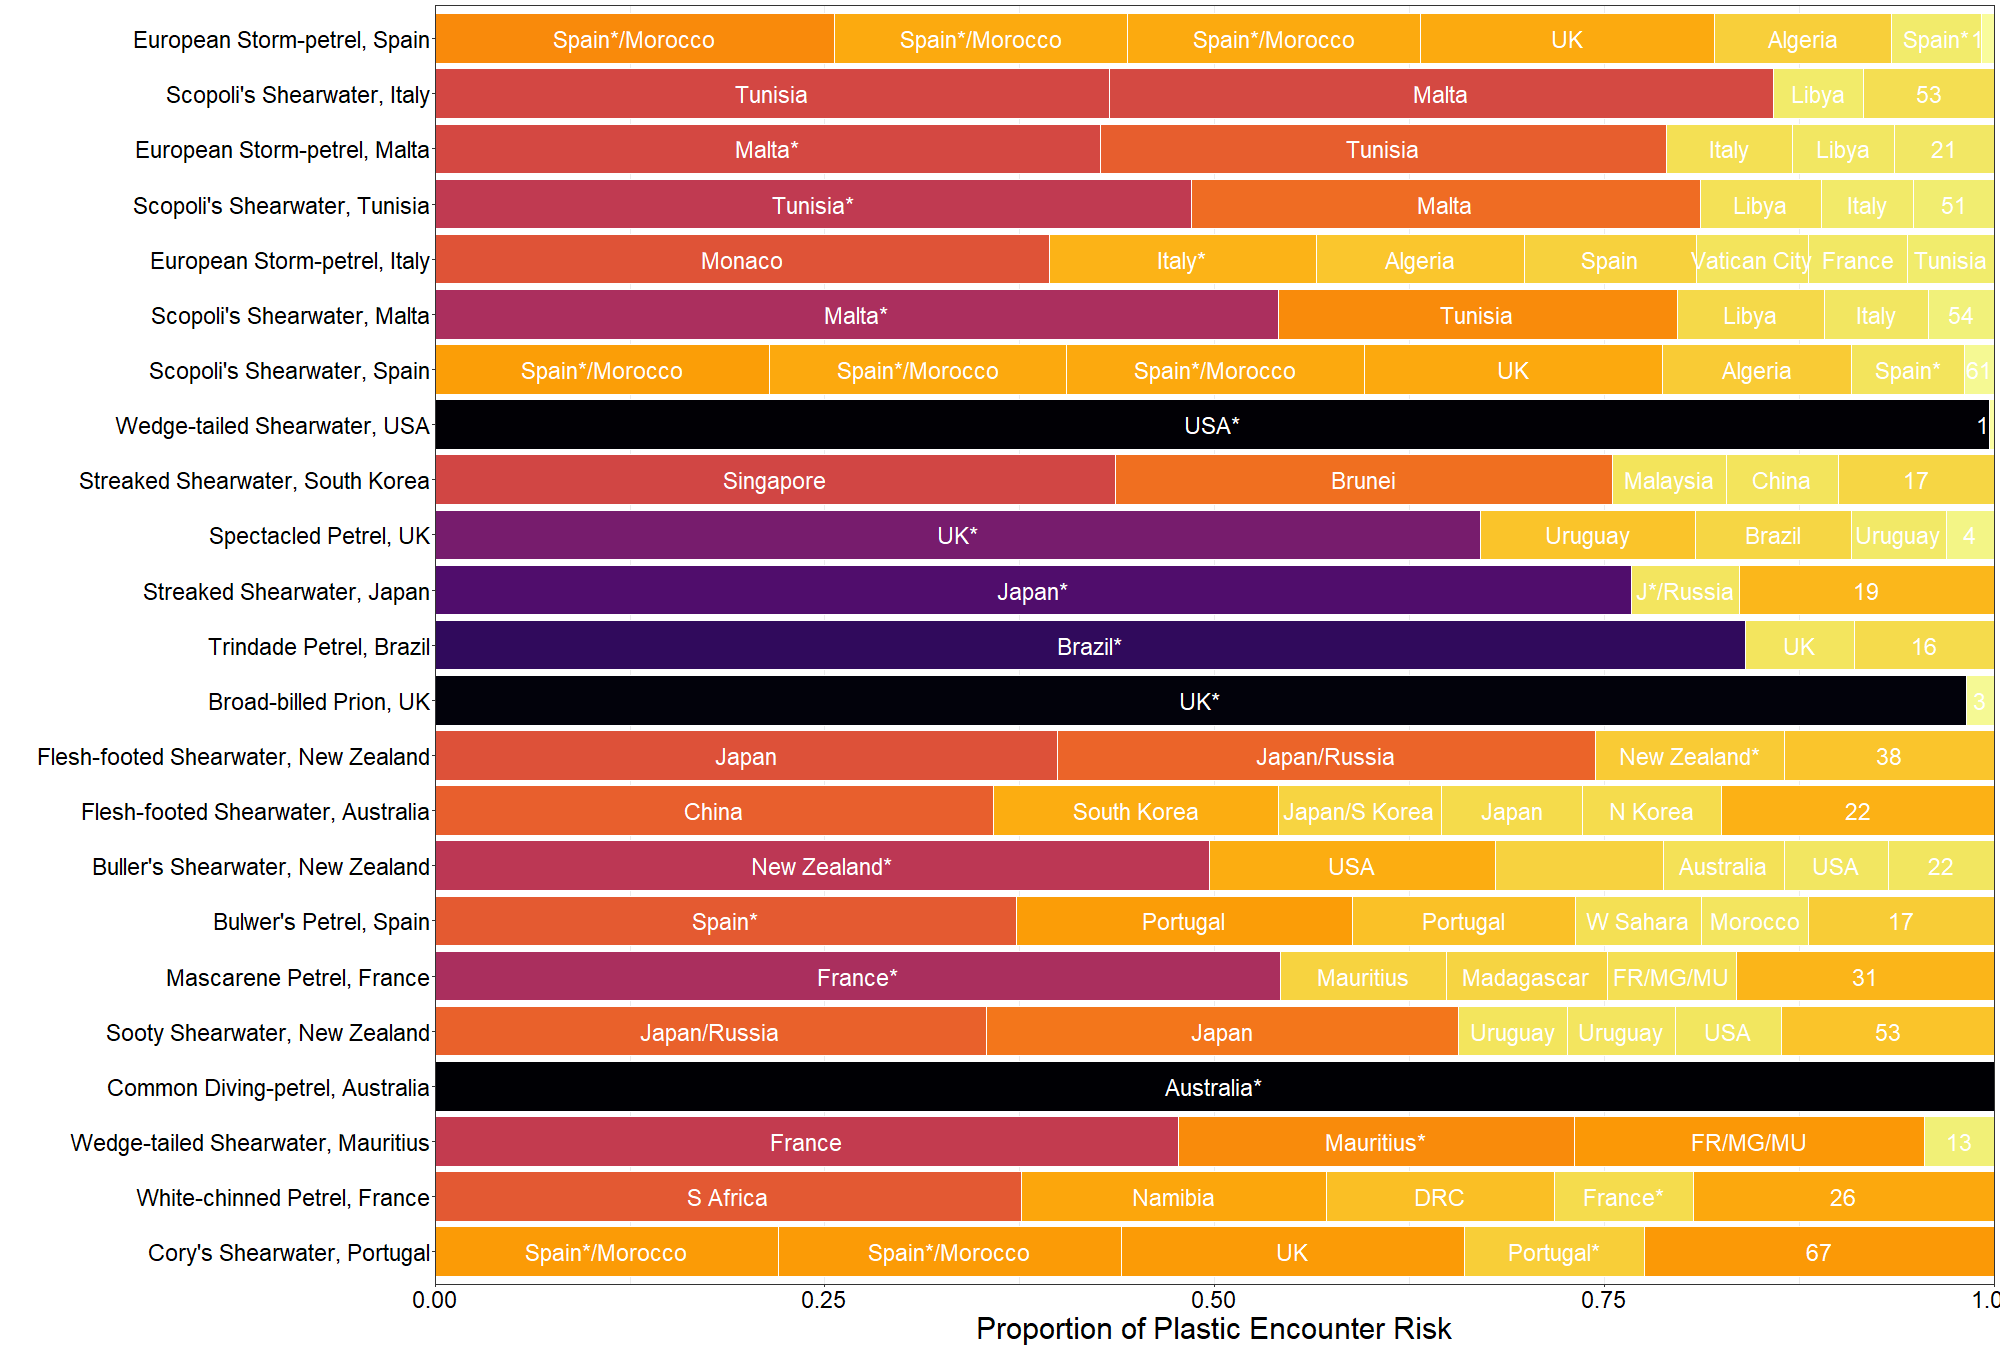 European Storm-petrel, Spain Spain*/Morocco Spain*/Morocco Spain*/Morocco UK Algeria Spain* 1
Scopoli's Shearwater, Italy Tunisia Malta Libya 53
European Storm-petrel, Malta Malta* Tunisia Italy Libya 21
Scopoli's Shearwater, Tunisia Tunisia* Malta Libya Italy 51
European Storm-petrel, Italy Monaco Italy* Algeria Spain Vatican City France Tunisia
Scopoli's Shearwater, Malta Malta* Tunisia Libya Italy 54
Scopoli's Shearwater, Spain Spain*/Morocco Spain*/Morocco Spain*/Morocco UK Algeria Spain* 61
Wedge-tailed Shearwater, USA USA* 1
Streaked Shearwater, South Korea Singapore Brunei Malaysia China 17
Spectacled Petrel, UK UK* Uruguay Brazil Uruguay 4
Streaked Shearwater, Japan Japan* J*/Russia 19
Trindade Petrel, Brazil Brazil* UK 16
Broad-billed Prion, UK UK* 3
Flesh-footed Shearwater, New Zealand Japan Japan/Russia New Zealand* 38
Flesh-footed Shearwater, Australia China South Korea Japan/S Korea Japan N Korea 22
Buller's Shearwater, New Zealand New Zealand* USA Australia USA 22
Bulwer's Petrel, Spain Spain* Portugal Portugal W Sahara Morocco 17
Mascarene Petrel, France France* Mauritius Madagascar FR/MG/MU 31
Sooty Shearwater, New Zealand Japan/Russia Japan Uruguay Uruguay USA 53
Common Diving-petrel, Australia Australia*
Wedge-tailed Shearwater, Mauritius France Mauritius* FR/MG/MU 13
White-chinned Petrel, France S Africa Namibia DRC France* 26
Cory's Shearwater, Portugal Spain*/Morocco Spain*/Morocco UK Portugal* 67
0.00 0.25 0.50 0.75 1.0
Proportion of Plastic Encounter Risk